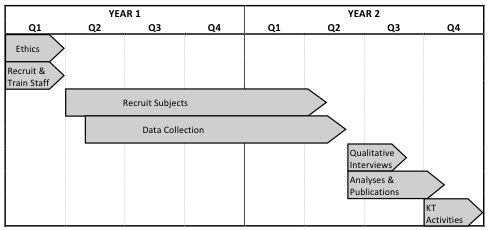 YEAR 1 YEAR 2
Q1 Q2 Q3 Q4 Q1 Q2 Q3 Q4
Ethics
Recruit &
Train Staff
Recruit Subjects
Data Collection
Qualitative
Interviews
Analyses &
Publications
KT
Activities